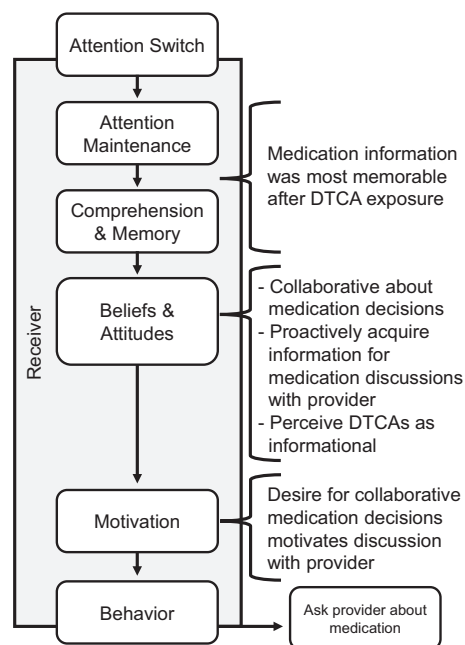 Attention Switch
Attention
Maintenance
Comprehension
& Memory
Medication information
was most memorable
after DTCA exposure
Receiver
Beliefs &
Attitudes
- Collaborative about
medication decisions
- Proactively acquire
information for
medication discussions
with provider
- Perceive DTCAs as
informational
Motivation
Desire for collaborative
medication decisions
motivates discussion
with provider
Behavior
Ask provider about
medication